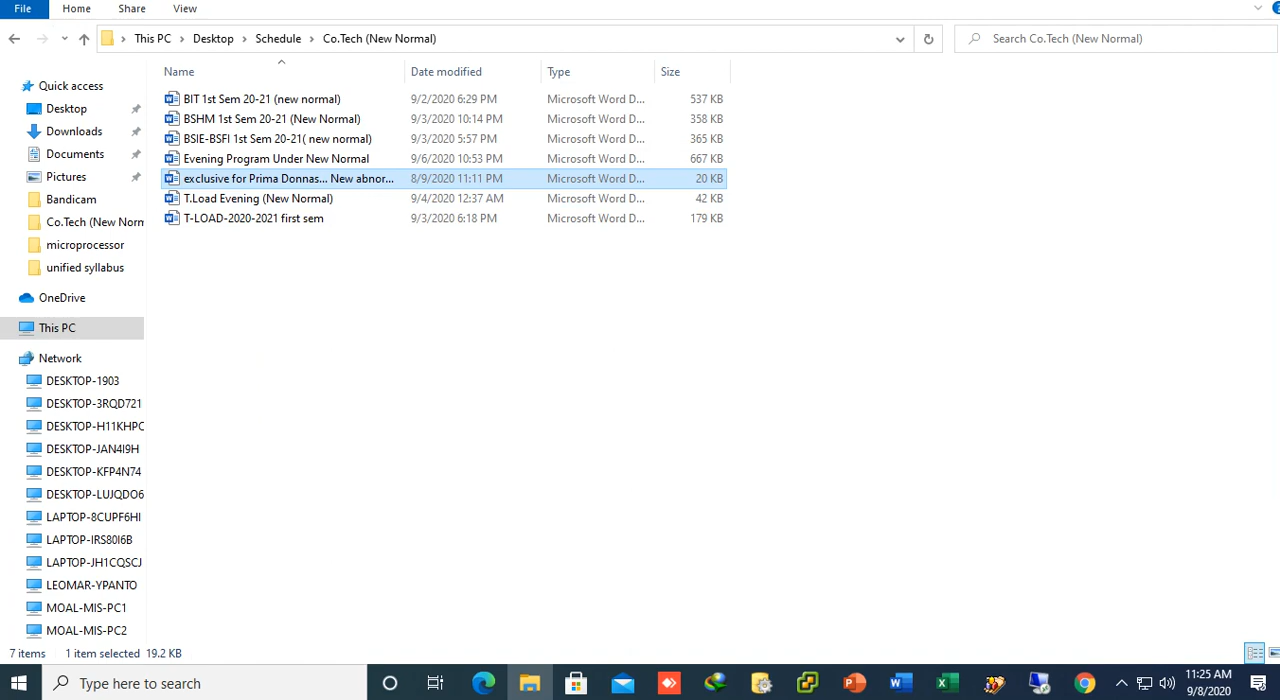 File Home Share View
This PC > Desktop > Schedule > Co.Tech (New Normal)
Search Co.Tech (New Normal)
Name Date modified Type Size
BIT 1st Sem 20-21 (new normal) 9/2/2020 6:29 PM Microsoft Word D... 537 KB
BSHM 1st Sem 20-21 (New Normal) 9/3/2020 10:14 PM Microsoft Word D... 358 KB
BSIE-BSFI 1st Sem 20-21( new normal) 9/3/2020 5:57 PM Microsoft Word D... 365 KB
Evening Program Under New Normal 9/6/2020 10:53 PM Microsoft Word D... 667 KB
exclusive for Prima Donnas... New abnor... 8/9/2020 11:11 PM Microsoft Word D... 20 KB
T.Load Evening (New Normal) 9/4/2020 12:37 AM Microsoft Word D... 42 KB
T-LOAD-2020-2021 first sem 9/3/2020 6:18 PM Microsoft Word D... 179 KB
Quick access
Desktop
Downloads
Documents
Pictures
Bandicam
Co.Tech (New Norm
microprocessor
unified syllabus
OneDrive
This PC
Network
DESKTOP-1903
DESKTOP-3RQD721
DESKTOP-H11KHPC
DESKTOP-JAN4I9H
DESKTOP-KFP4N74
DESKTOP-LUJQDO6
LAPTOP-8CUPF6HI
LAPTOP-IRS80I6B
LAPTOP-JH1CQSCJ
LEOMAR-YPANTO
MOAL-MIS-PC1
MOAL-MIS-PC2
7 items 1 item selected 19.2 KB
Type here to search
11:25 AM
9/8/2020